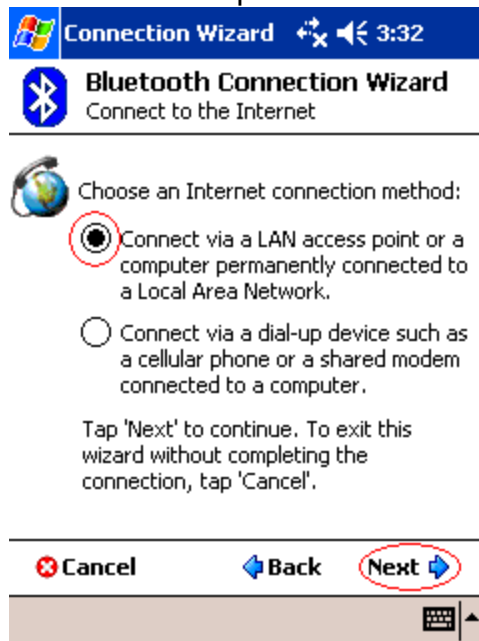 Connection Wizard 3:32
Bluetooth Connection Wizard
Connect to the Internet
Choose an Internet connection method:
Connect via a LAN access point or a
computer permanently connected to
a Local Area Network.
Connect via a dial-up device such as
a cellular phone or a shared modem
connected to a computer.
Tap 'Next' to continue. To exit this
wizard without completing the
connection, tap 'Cancel'.
Cancel Back Next